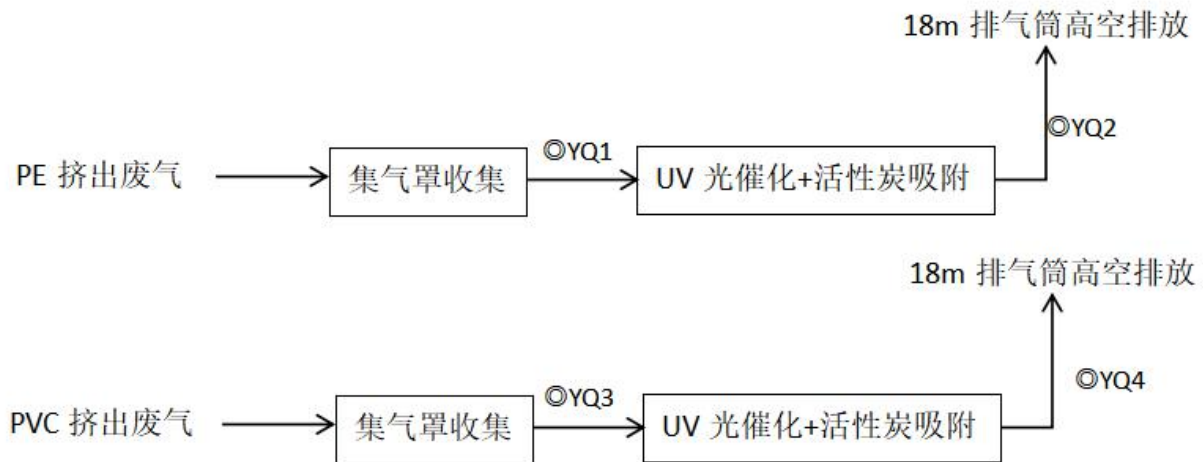 18m 排气筒高空排放
◎YQ2
◎YQ1
PE 挤出废气
集气罩收集
UV 光催化+活性炭吸附
18m 排气筒高空排放
◎YQ4
◎YQ3
PVC 挤出废气
集气罩收集
UV 光催化+活性炭吸附